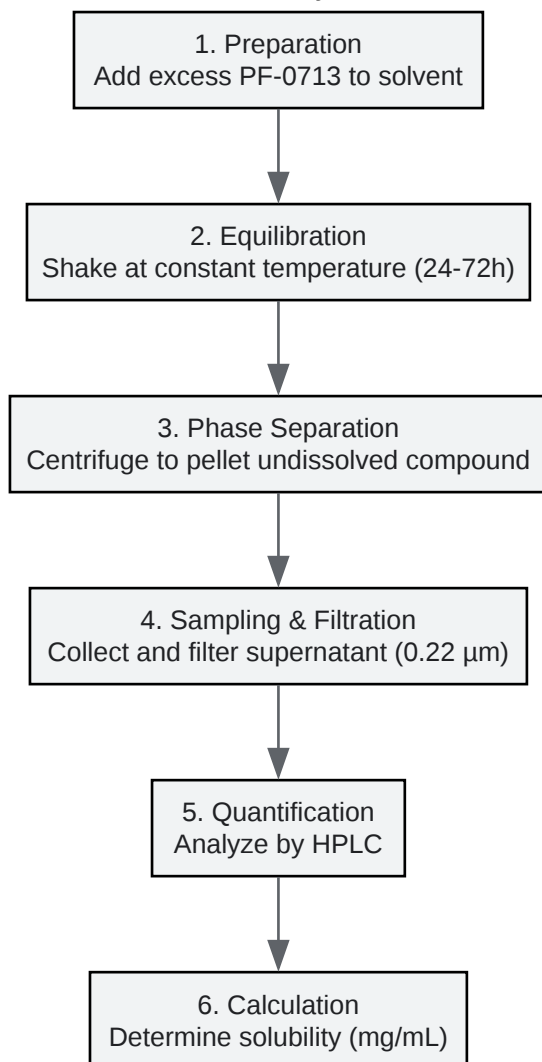 1. Preparation
Add excess PF-0713 to solvent
2. Equilibration
Shake at constant temperature (24-72h)
3. Phase Separation
Centrifuge to pellet undissolved compound
4. Sampling & Filtration
Collect and filter supernatant (0.22 µm)
5. Quantification
Analyze by HPLC
6. Calculation
Determine solubility (mg/mL)